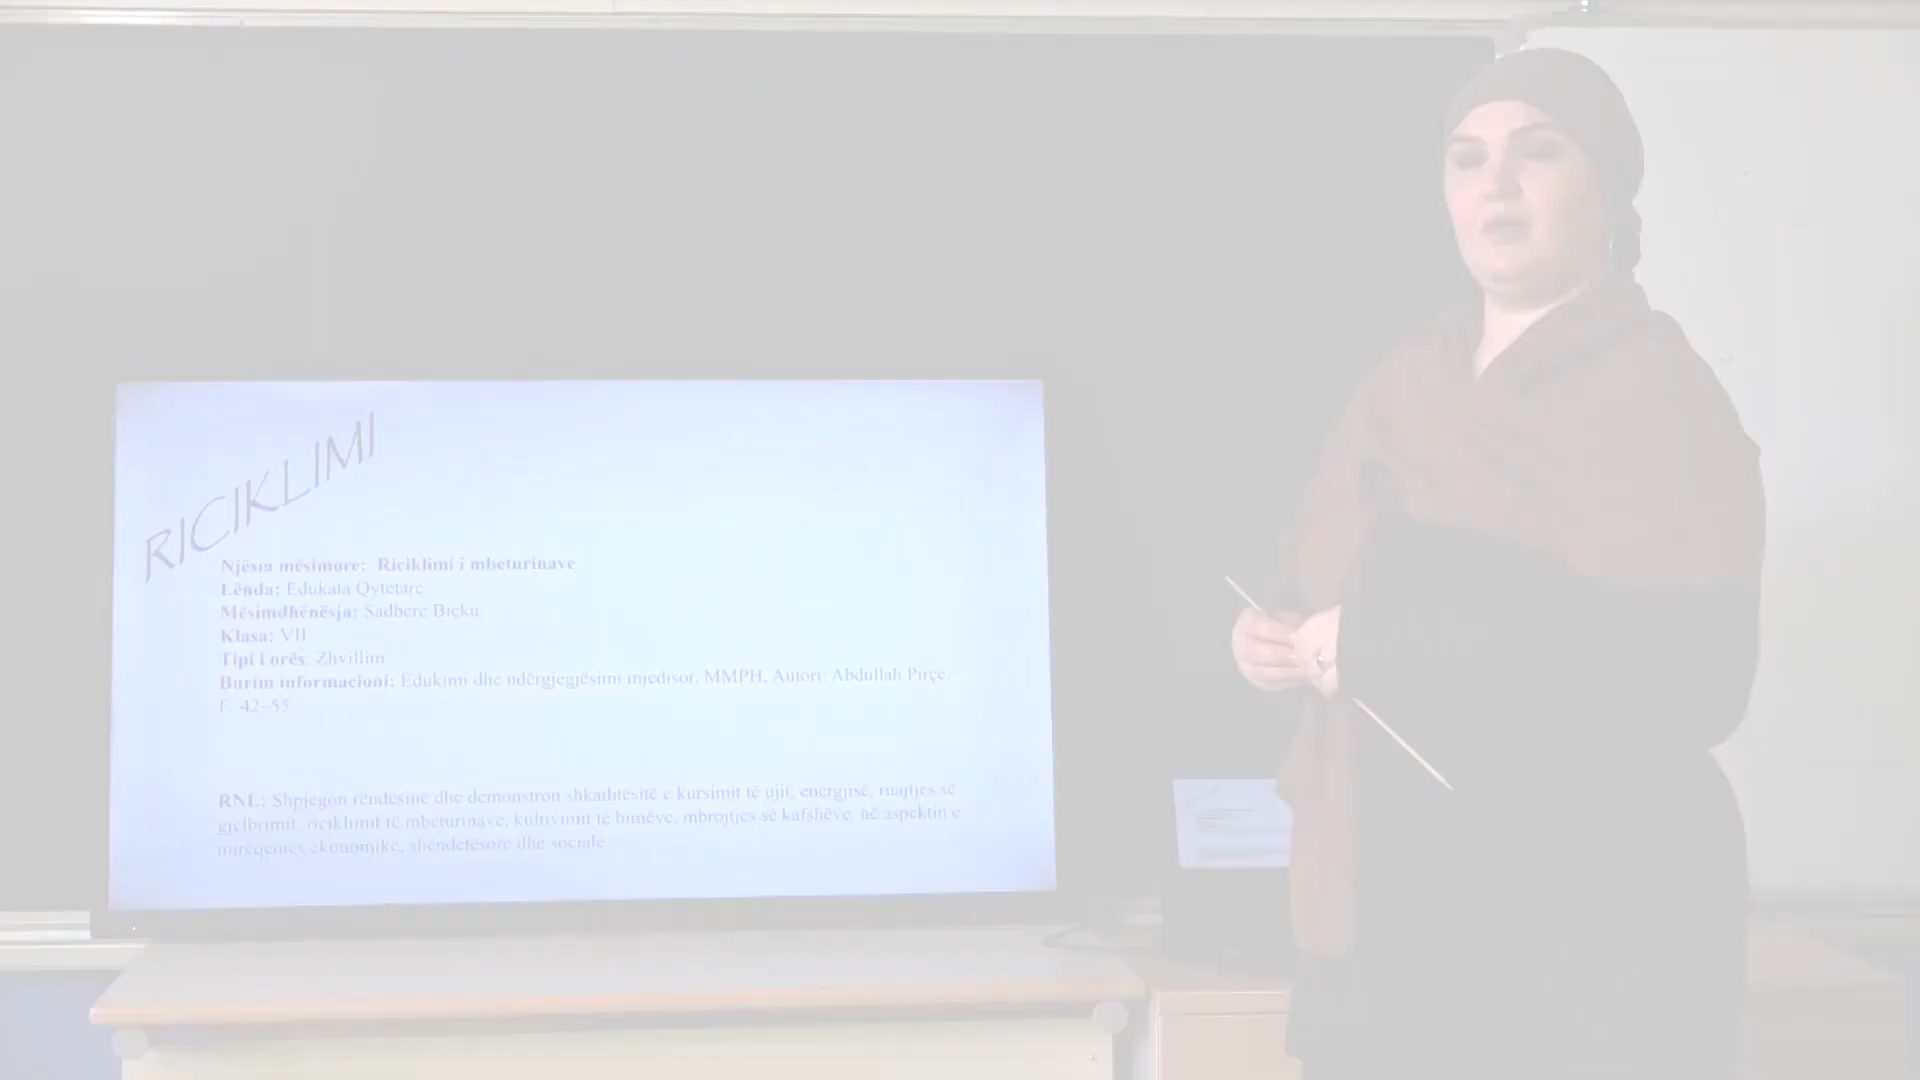 RICIKLIMI
Njësia mësimore: Riciklimi i mbeturinave
Lënda: Edukata Qytetare
Mësimdhënësja: Sadbere Biçku
Klasa: VII
Tipi i orës: Zhvillim
Burim informacioni: Edukimi dhe ndërgjegjësimi mjedisor, MMPH, Autori: Abdullah Pirçe.
F. 42–55
RNL: Shpjegon rëndësinë dhe demonstron shkathtësitë e kursimit të ujit, energjisë, ruajtjes së
gjelbrimit, riciklimit të mbeturinave, kultivimit të bimëve, mbrojtjes së kafshëve, në aspektin e
mirëqenies ekonomike, shëndetësore dhe sociale